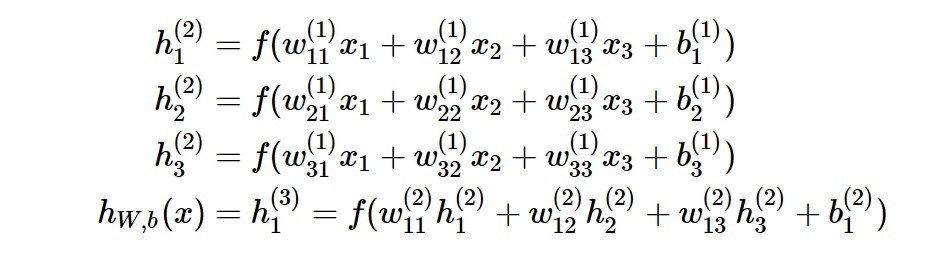 $h_1^{(2)} = f(w_{11}^{(1)} x_1 + w_{12}^{(1)} x_2 + w_{13}^{(1)} x_3 + b_1^{(1)})$
$h_2^{(2)} = f(w_{21}^{(1)} x_1 + w_{22}^{(1)} x_2 + w_{23}^{(1)} x_3 + b_2^{(1)})$
$h_3^{(2)} = f(w_{31}^{(1)} x_1 + w_{32}^{(1)} x_2 + w_{33}^{(1)} x_3 + b_3^{(1)})$
$h_{W,b}(x) = h_1^{(3)} = f(w_{11}^{(2)} h_1^{(2)} + w_{12}^{(2)} h_2^{(2)} + w_{13}^{(2)} h_3^{(2)} + b_1^{(2)})$